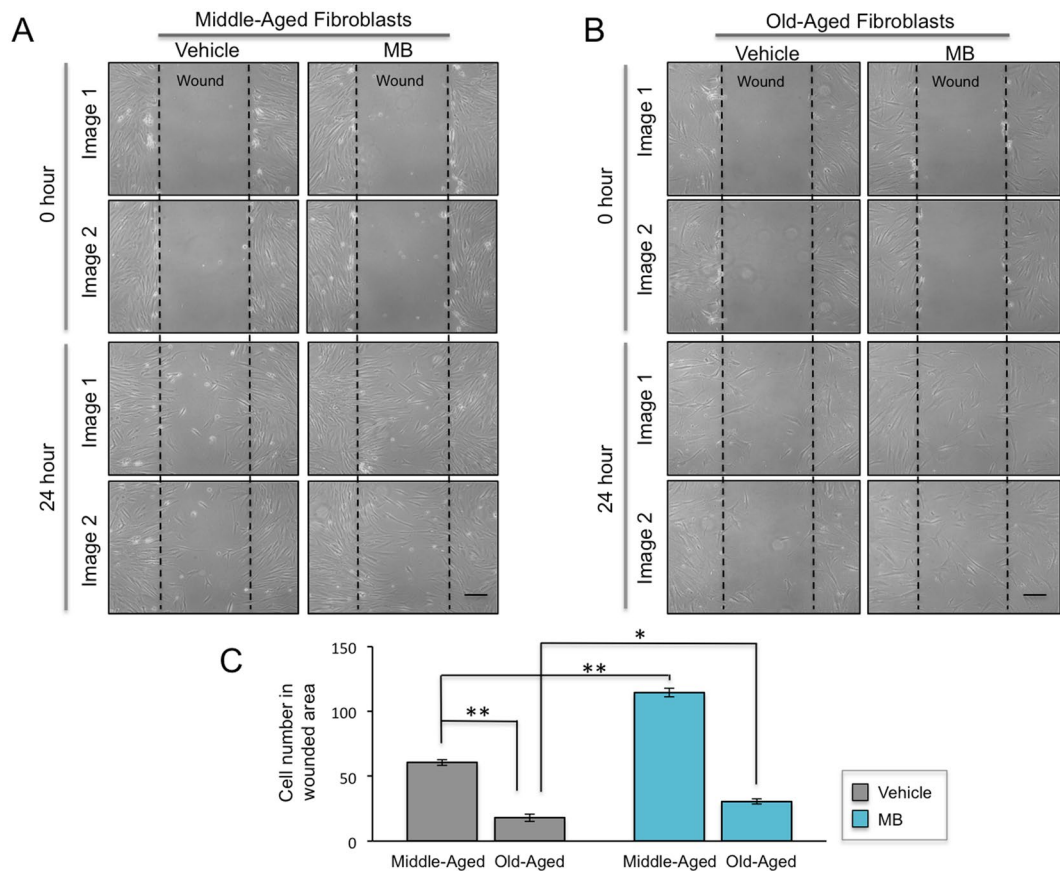 A
Middle-Aged Fibroblasts
Vehicle
MB
Wound
Wound
0 hour
Image 1
Image 2
24 hour
Image 1
Image 2
B
Old-Aged Fibroblasts
Vehicle
MB
Wound
Wound
0 hour
Image 1
Image 2
24 hour
Image 1
Image 2
C
Cell number in
wounded area
150
100
50
0
**
**
*
Middle-Aged
Old-Aged
Middle-Aged
Old-Aged
Vehicle
MB